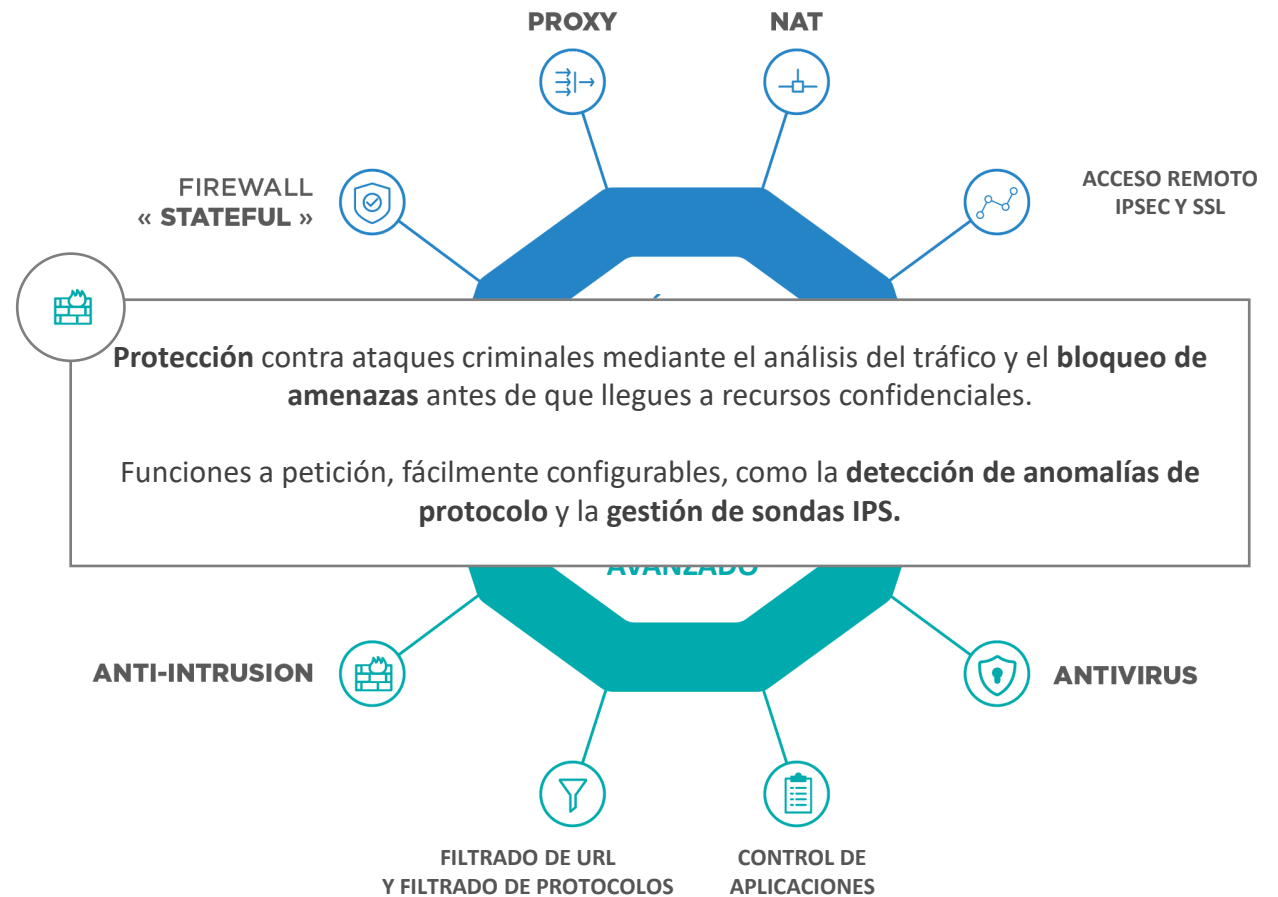 PROXY
NAT
FIREWALL
« STATEFUL »
ACCESO REMOTO
IPSEC Y SSL
Protección contra ataques criminales mediante el análisis del tráfico y el bloqueo de
amenazas antes de que llegues a recursos confidenciales.
Funciones a petición, fácilmente configurables, como la detección de anomalías de
protocolo y la gestión de sondas IPS.
AVANZADO
ANTI-INTRUSION
ANTIVIRUS
FILTRADO DE URL
Y FILTRADO DE PROTOCOLOS
CONTROL DE
APLICACIONES